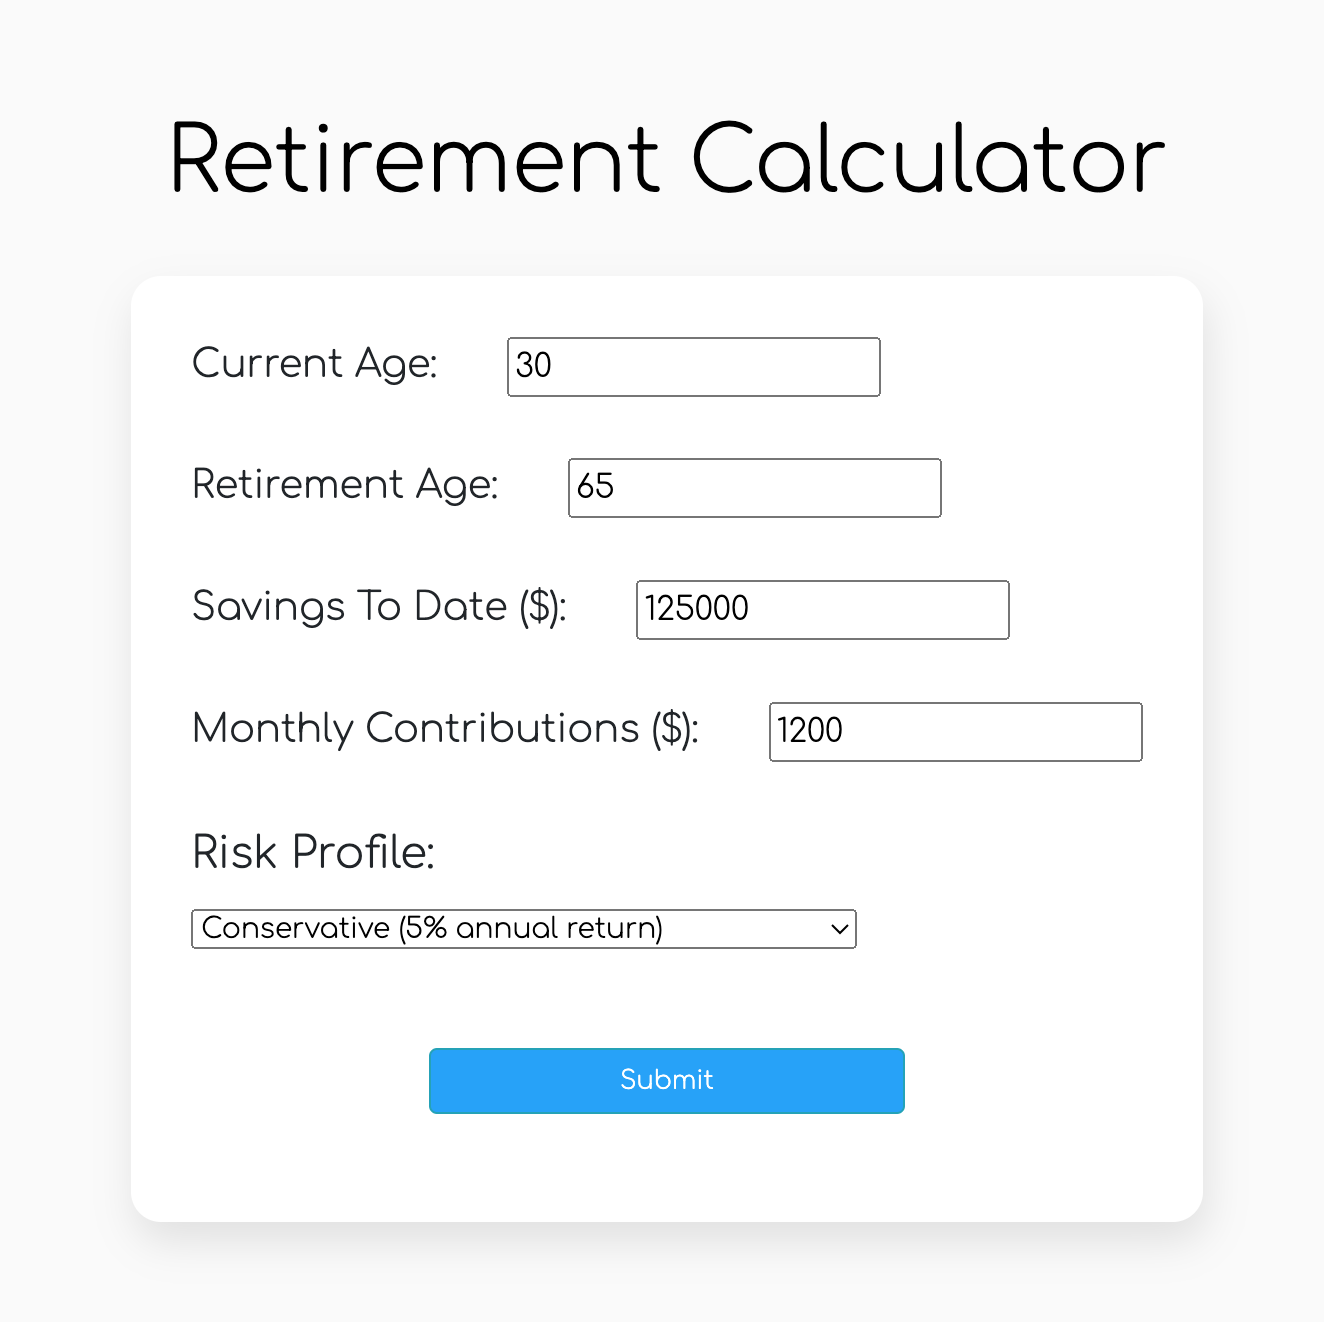 Retirement Calculator
Current Age: 30
Retirement Age: 65
Savings To Date ($): 125000
Monthly Contributions ($): 1200
Risk Profile:
Conservative (5% annual return)
Submit